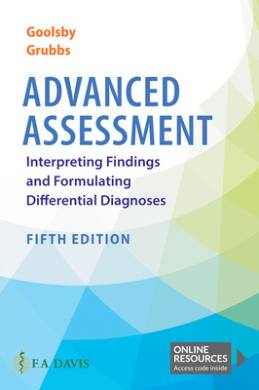 Goolsby
Grubbs
ADVANCED
ASSESSMENT
Interpreting Findings
and Formulating
Differential Diagnoses
FIFTH EDITION
F.A. DAVIS
ONLINE
RESOURCES
Access code inside